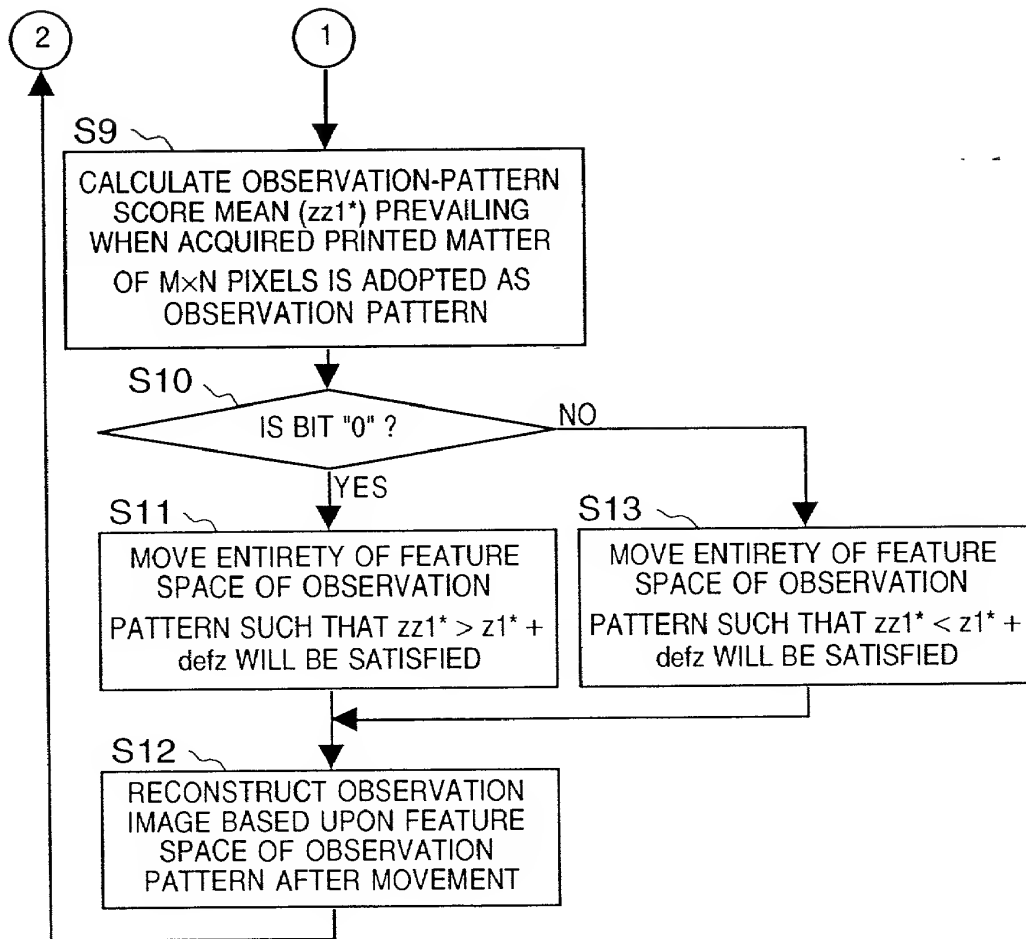 2
1
S9
CALCULATE OBSERVATION-PATTERN
SCORE MEAN (zz1*) PREVAILING
WHEN ACQUIRED PRINTED MATTER
OF M×N PIXELS IS ADOPTED AS
OBSERVATION PATTERN
S10
IS BIT "0" ?
NO
YES
S11
MOVE ENTIRETY OF FEATURE
SPACE OF OBSERVATION
PATTERN SUCH THAT zz1* > z1* +
defz WILL BE SATISFIED
S13
MOVE ENTIRETY OF FEATURE
SPACE OF OBSERVATION
PATTERN SUCH THAT zz1* < z1* +
defz WILL BE SATISFIED
S12
RECONSTRUCT OBSERVATION
IMAGE BASED UPON FEATURE
SPACE OF OBSERVATION
PATTERN AFTER MOVEMENT